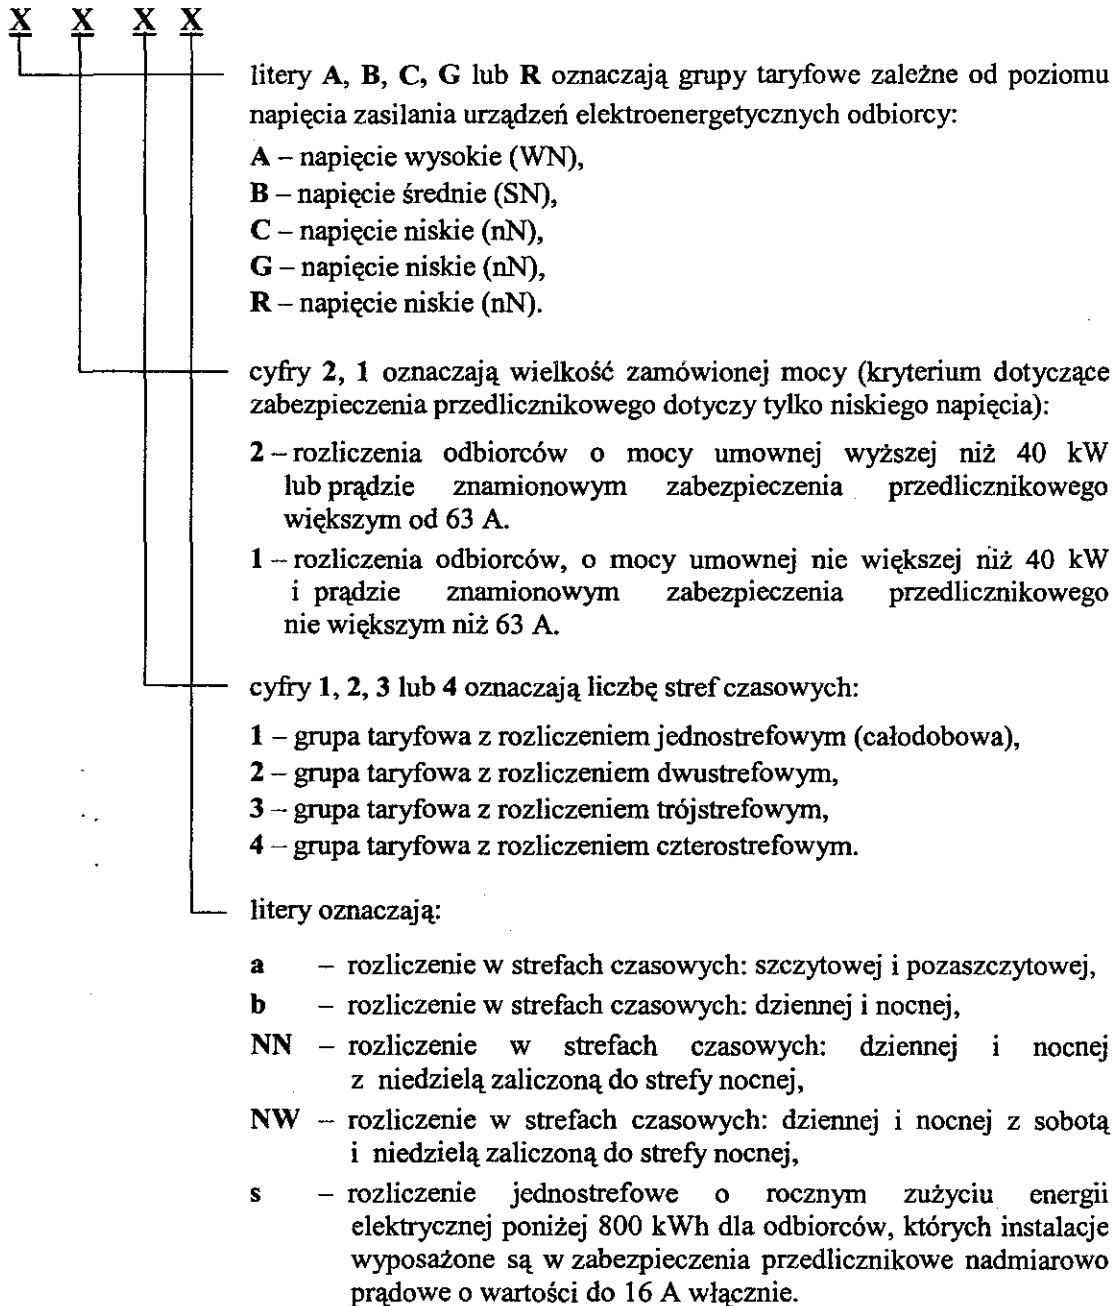 X X X X
litery A, B, C, G lub R oznaczają grupy taryfowe zależne od poziomu
napięcia zasilania urządzeń elektroenergetycznych odbiorcy:
A – napięcie wysokie (WN),
B – napięcie średnie (SN),
C – napięcie niskie (nN),
G – napięcie niskie (nN),
R – napięcie niskie (nN).
cyfry 2, 1 oznaczają wielkość zamówionej mocy (kryterium dotyczące
zabezpieczenia przedlicznikowego dotyczy tylko niskiego napięcia):
2 – rozliczenia odbiorców o mocy umownej wyższej niż 40 kW
lub prądzie znamionowym zabezpieczenia przedlicznikowego
większym od 63 A.
1 – rozliczenia odbiorców, o mocy umownej nie większej niż 40 kW
i prądzie znamionowym zabezpieczenia przedlicznikowego
nie większym niż 63 A.
cyfry 1, 2, 3 lub 4 oznaczają liczbę stref czasowych:
1 – grupa taryfowa z rozliczeniem jednostrefowym (całodobowa),
2 – grupa taryfowa z rozliczeniem dwustrefowym,
3 – grupa taryfowa z rozliczeniem trójstrefowym,
4 – grupa taryfowa z rozliczeniem czterostrefowym.
litery oznaczają:
a – rozliczenie w strefach czasowych: szczytowej i pozaszczytowej,
b – rozliczenie w strefach czasowych: dziennej i nocnej,
NN – rozliczenie w strefach czasowych: dziennej i nocnej
z niedzielą zaliczoną do strefy nocnej,
NW – rozliczenie w strefach czasowych: dziennej i nocnej z sobotą
i niedzielą zaliczoną do strefy nocnej,
s – rozliczenie jednostrefowe o rocznym zużyciu energii
elektrycznej poniżej 800 kWh dla odbiorców, których instalacje
wyposażone są w zabezpieczenia przedlicznikowe nadmiarowo
prądowe o wartości do 16 A włącznie.